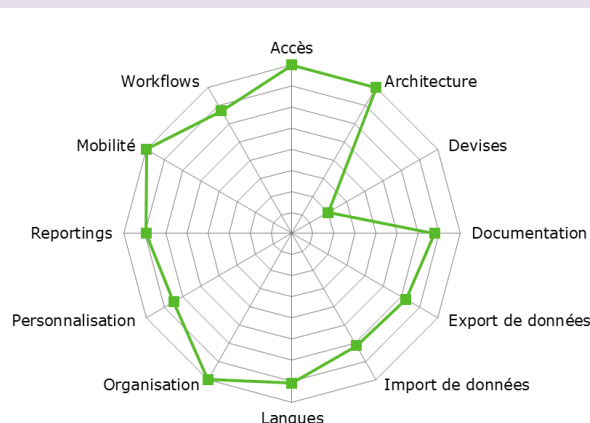 Accès
Workflows
Architecture
Mobilité
Devises
Reportings
Documentation
Personnalisation
Export de données
Organisation
Import de données
Langues